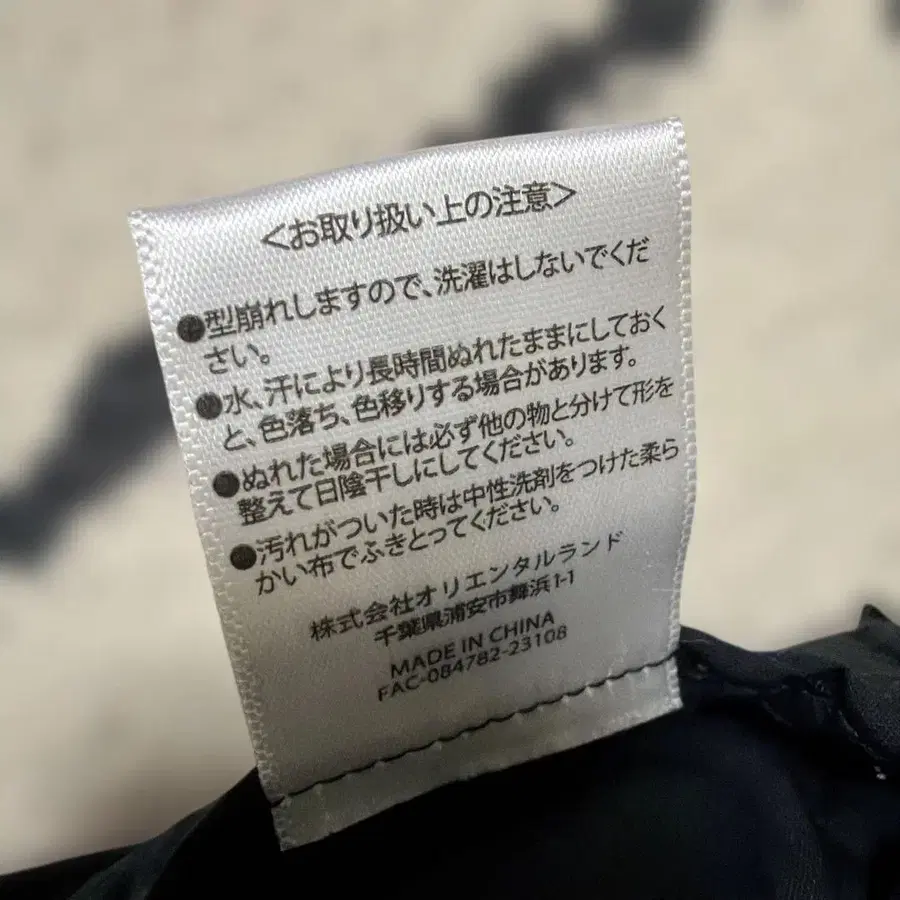 <お取り扱い上の注意>
●型崩れしますので、洗濯はしないでくだ
さい。
●水、汗により長時間ぬれたままにしておく
と、色落ち、色移りする場合があります。
●ぬれた場合には必ず他の物と分けて形を
整えて日陰干しにしてください。
●汚れがついた時は中性洗剤をつけた柔ら
かい布でふきとってください。
株式会社オリエンタルランド
千葉県浦安市舞浜1-1
MADE IN CHINA
FAC-084782-23108